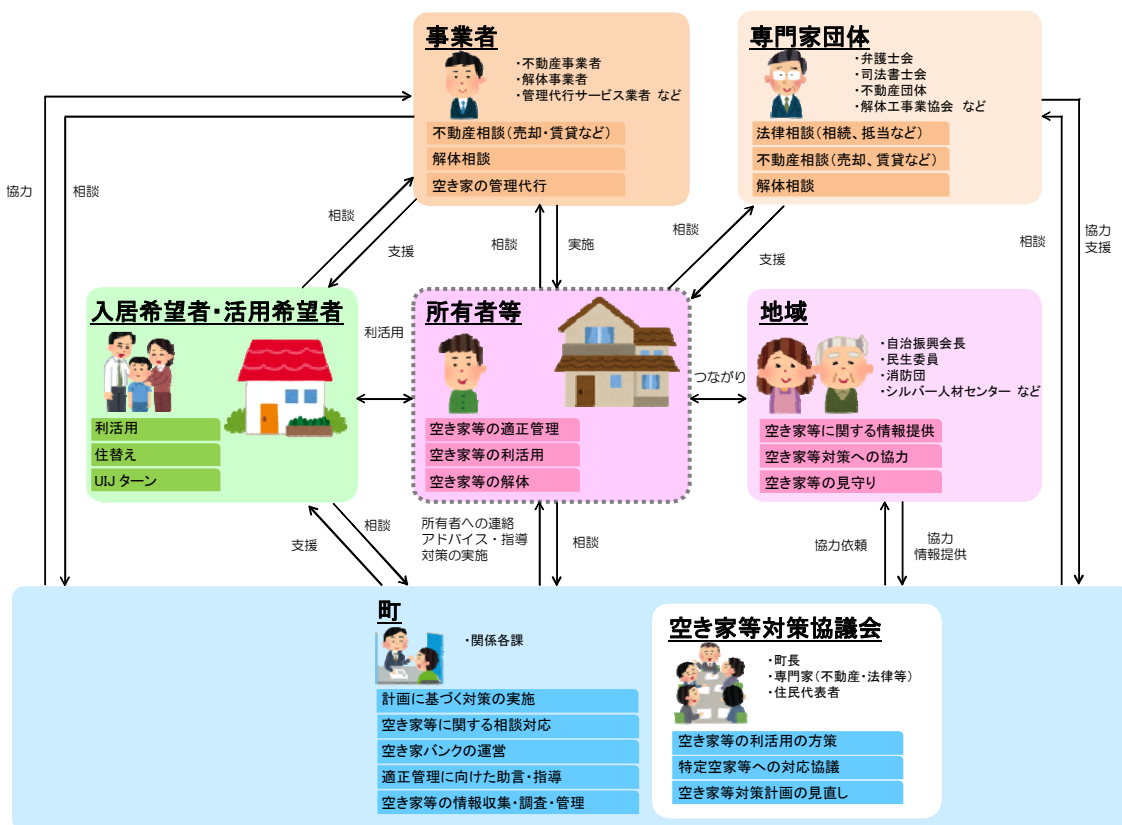 事業者
・不動産事業者
・解体事業者
・管理代行サービス業者 など
不動産相談(売却・賃貸など)
解体相談
空き家の管理代行
専門家団体
・弁護士会
・司法書士会
・不動産団体
・解体工事業協会 など
法律相談(相続、抵当など)
不動産相談(売却、賃貸など)
解体相談
協力
相談
相談
支援
相談
実施
相談
支援
相談
協力
支援
入居希望者・活用希望者
利活用
住替え
UIJターン
利活用
所有者等
空き家等の適正管理
空き家等の利活用
空き家等の解体
つながり
地域
・自治振興会長
・民生委員
・消防団
・シルバー人材センター など
空き家等に関する情報提供
空き家等対策への協力
空き家等の見守り
支援
相談
所有者への連絡
アドバイス・指導
対策の実施
相談
協力依頼
協力
情報提供
町
・関係各課
計画に基づく対策の実施
空き家等に関する相談対応
空き家バンクの運営
適正管理に向けた助言・指導
空き家等の情報収集・調査・管理
空き家等対策協議会
・町長
・専門家(不動産・法律等)
・住民代表者
空き家等の利活用の方策
特定空家等への対応協議
空き家等対策計画の見直し